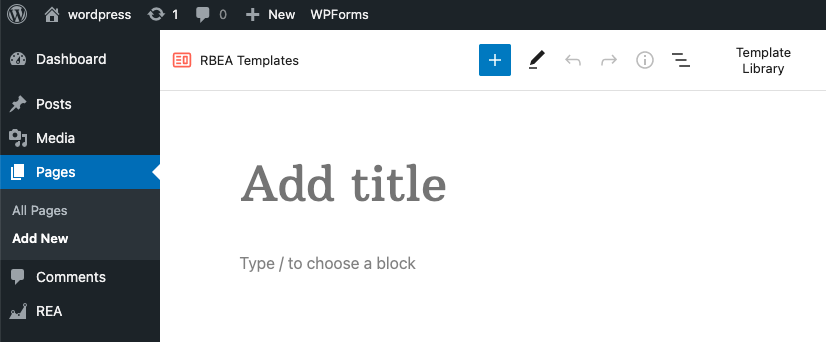 wordpress 1 0 New WPForms
Dashboard
RBEA Templates
Template
Library
Posts
Media
Pages
All Pages
Add New
Comments
REA
Add title
Type / to choose a block